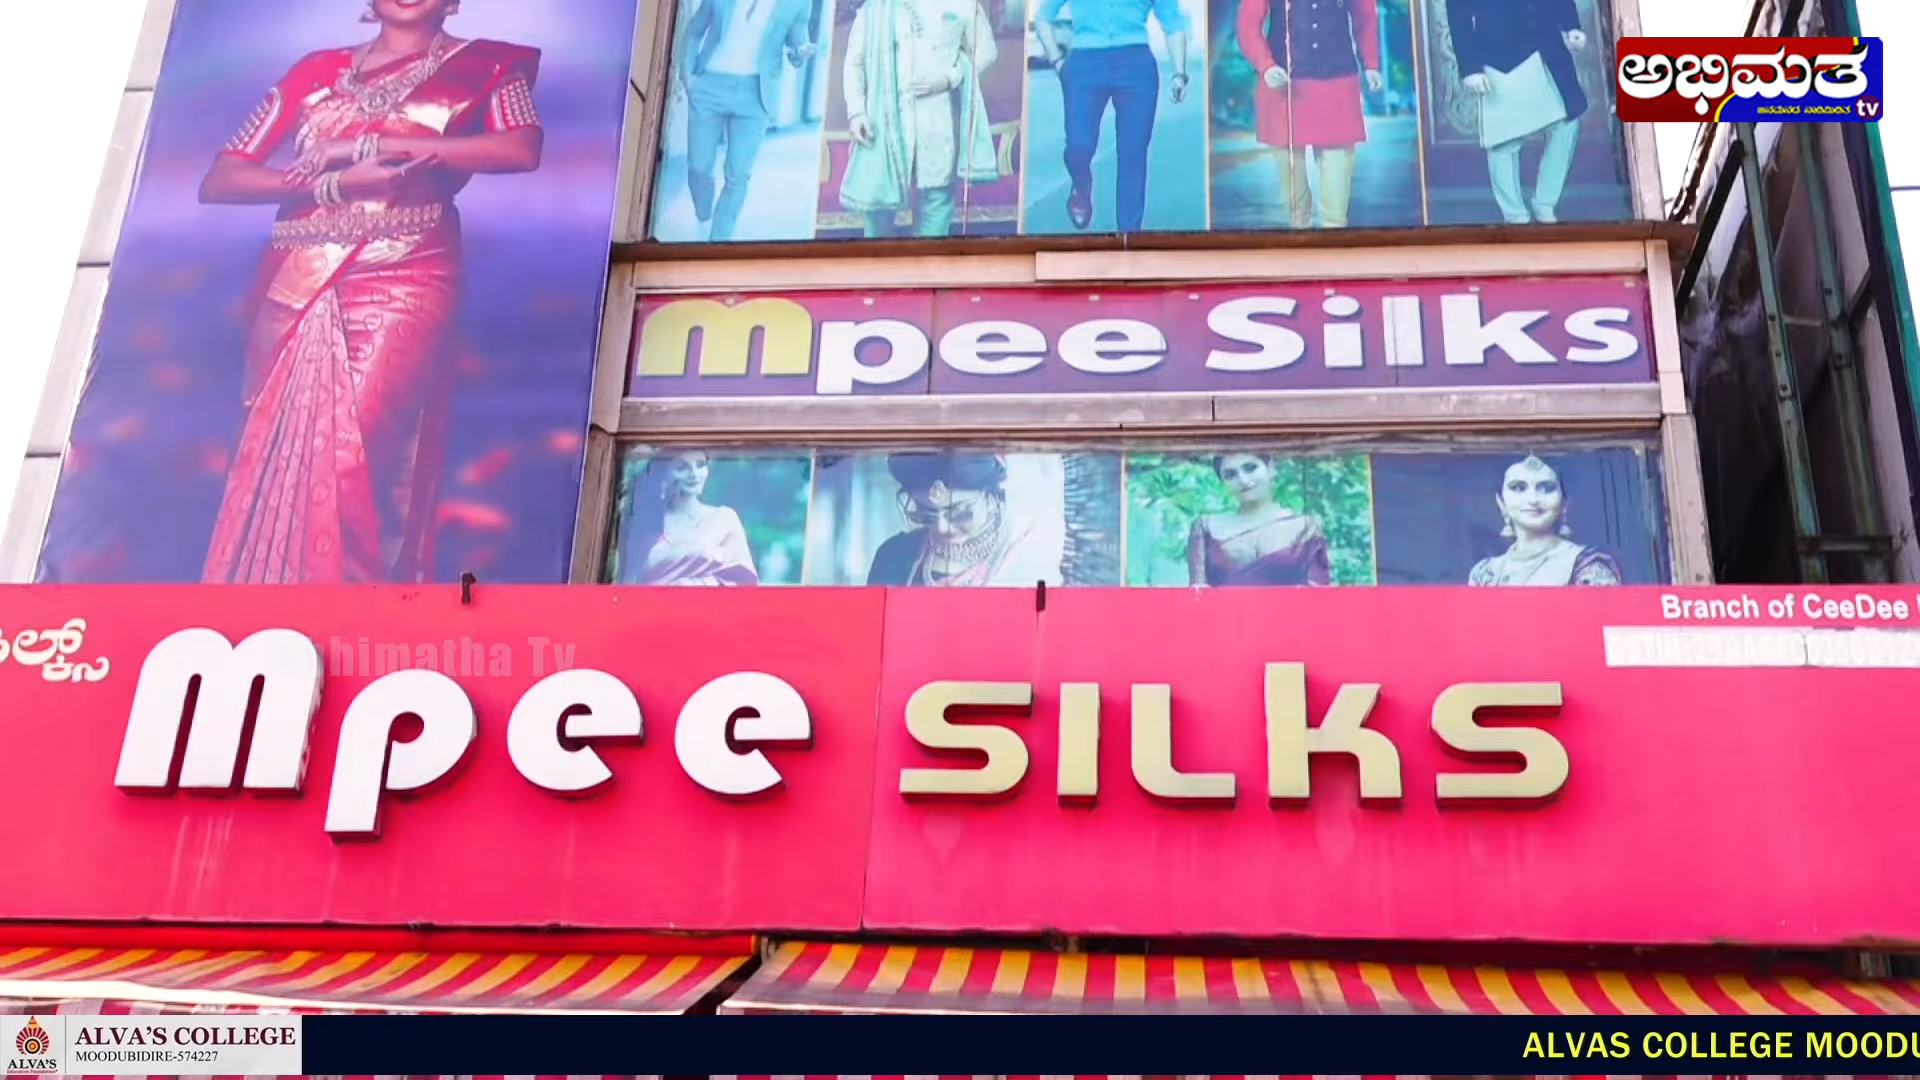 ಅಭಿಮತ
tv
Mpee Silks
Branch of CeeDee
ಸಿಲ್ಕ್ಸ್
Mpee SILKS
himatha Tv
ALVA'S
ALVA'S COLLEGE
MOODUBIDIRE-574227
ALVAS COLLEGE MOODU